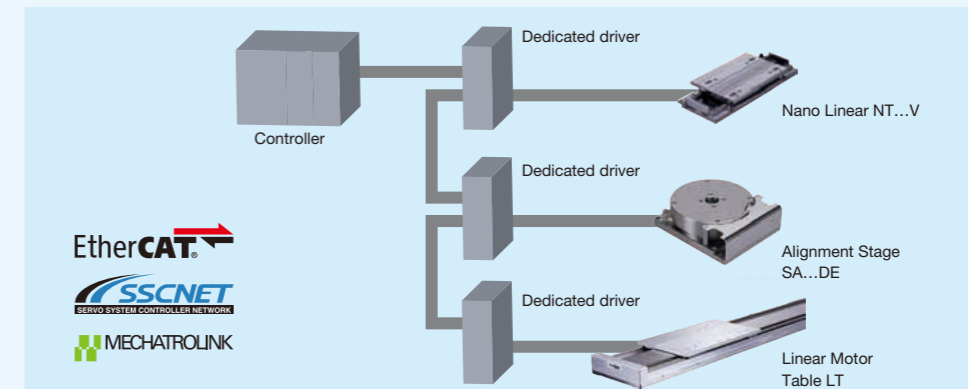 Dedicated driver
Controller
Nano Linear NT…V
Dedicated driver
Alignment Stage
SA…DE
Dedicated driver
Linear Motor
Table LT
EtherCAT®
SSCNET
SERVO SYSTEM CONTROLLER NETWORK
MECHATROLINK